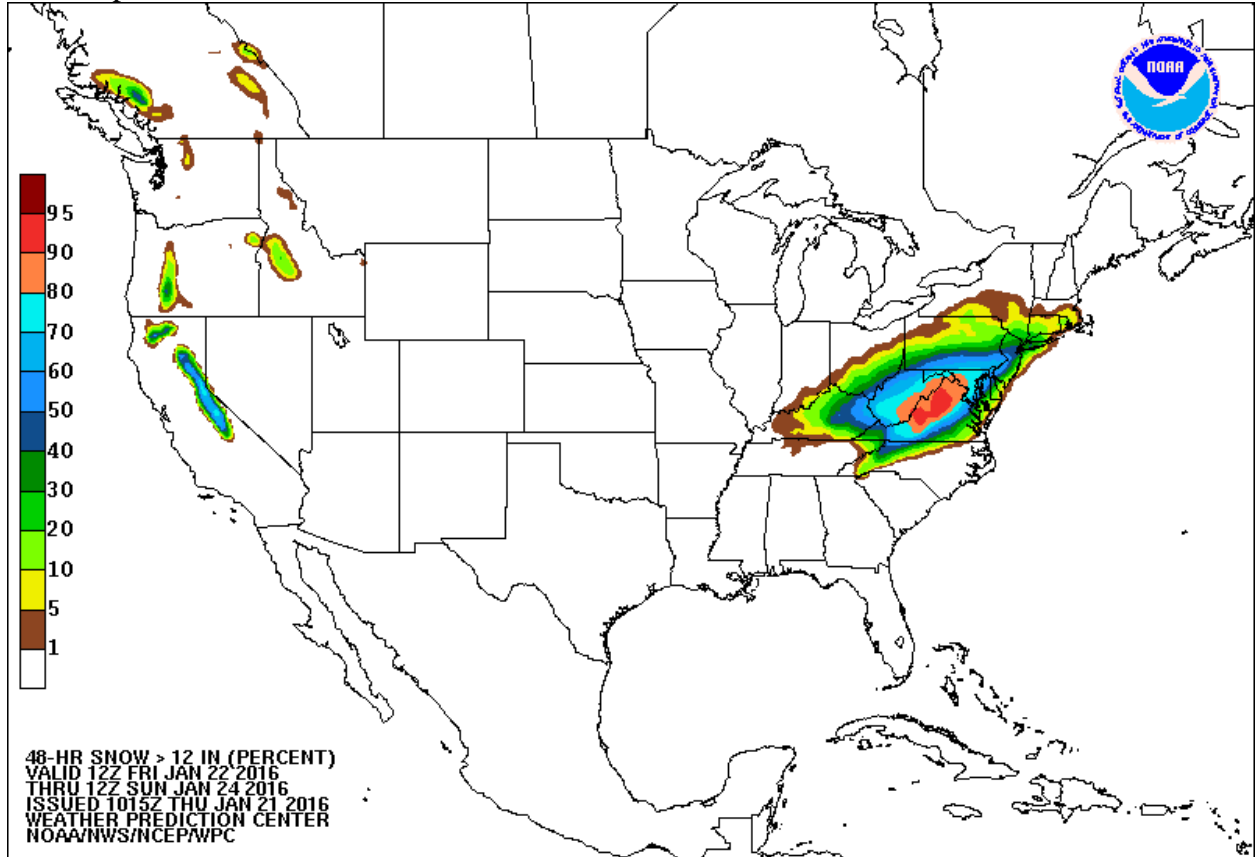 NOAA
95
90
80
70
60
50
40
30
20
10
5
1
48-HR SNOW > 12 IN (PERCENT)
VALID 12Z FRI JAN 22 2016
THRU 12Z SUN JAN 24 2016
ISSUED 1015Z THU JAN 21 2016
WEATHER PREDICTION CENTER
NOAA/NWS/NCEP/WPC